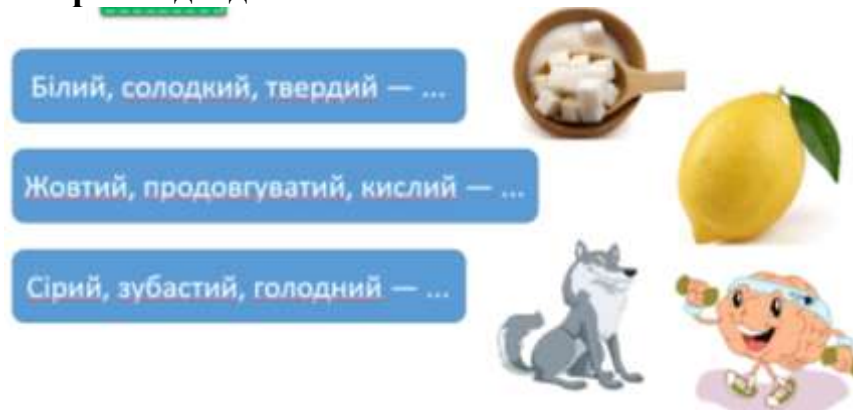 Білий, солодкий, твердий — ...
Жовтий, продовгуватий, кислий — ...
Сірий, зубастий, голодний — ...